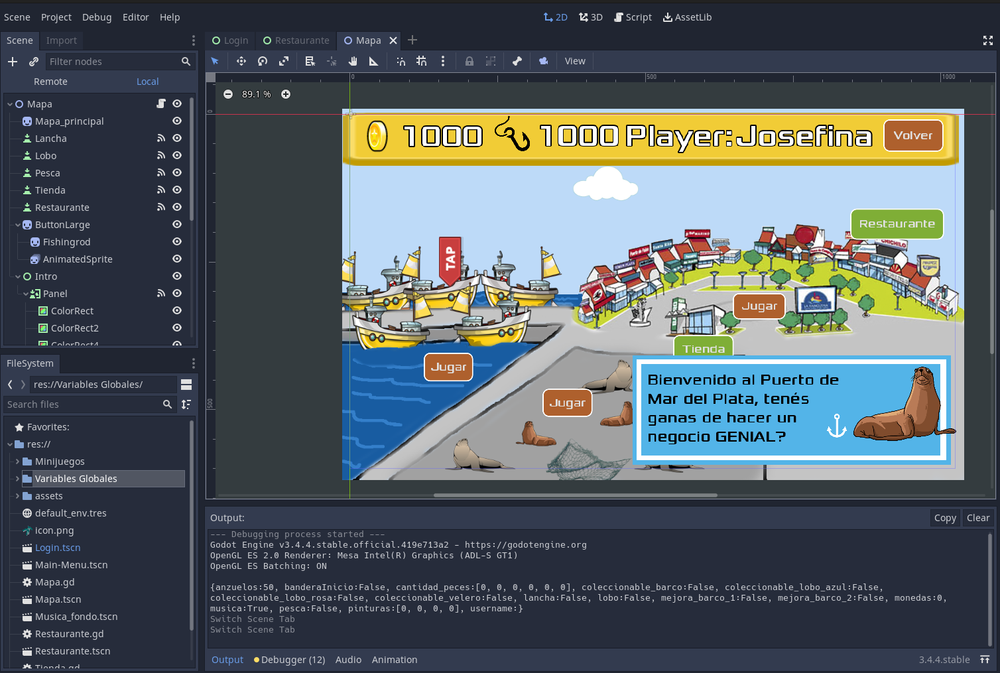 Scene Project Debug Editor Help
2D 3D Script AssetLib
Scene Import
Login Restaurante Mapa
Filter nodes
View
Remote Local
0 500 1000
89.1 %
0
500
Mapa
Mapa_principal
Lancha
Lobo
Pesca
Tienda
Restaurante
ButtonLarge
Fishingrod
AnimatedSprite
Intro
Panel
ColorRect
ColorRect2
ColorRect4
1000 1000 Player:Josefina Volver
Restaurante
TAP
Jugar
Tienda
Jugar
Jugar
Bienvenido al Puerto de
Mar del Plata, tenés
ganas de hacer un
negocio GENIAL?
FileSystem
res://Variables Globales/
Search files
Favorites:
res://
Minijuegos
Variables Globales
assets
default_env.tres
icon.png
Login.tscn
Main-Menu.tscn
Mapa.gd
Mapa.tscn
Musica_fondo.tscn
Restaurante.gd
Restaurante.tscn
Tienda.gd
Output:
Copy Clear
--- Debugging process started ---
Godot Engine v3.4.4.stable.official.419e713a2 - https://godotengine.org
OpenGL ES 2.0 Renderer: Mesa Intel(R) Graphics (ADL-S GT1)
OpenGL ES Batching: ON
{anzuelos:50, banderaInicio:False, cantidad_peces:[0, 0, 0, 0, 0, 0], coleccionable_barco:False, coleccionable_lobo_azul:False,
coleccionable_lobo_rosa:False, coleccionable_velero:False, lancha:False, lobo:False, mejora_barco_1:False, mejora_barco_2:False, monedas:0,
musica:True, pesca:False, pinturas:[0, 0, 0, 0], username:}
Switch Scene Tab
Switch Scene Tab
Output Debugger (12) Audio Animation
3.4.4.stable